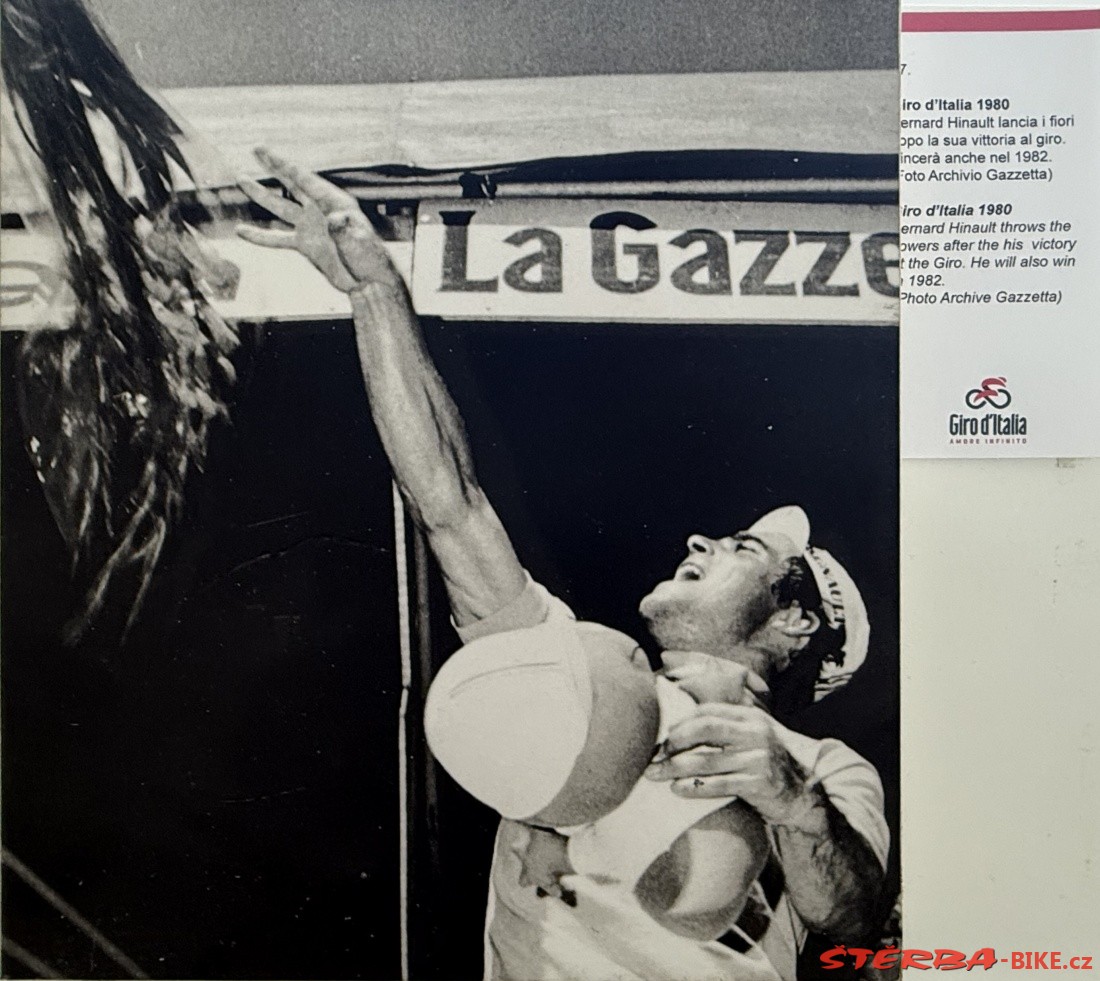 La Gazze
RENAULT
7.
iro d'Italia 1980
ernard Hinault lancia i fiori
opo la sua vittoria al giro.
incerà anche nel 1982.
Foto Archivio Gazzetta)
iro d'Italia 1980
ernard Hinault throws the
owers after the his victory
t the Giro. He will also win
1982.
Photo Archive Gazzetta)
Giro d'Italia
AMORE INFINITO
ŠTĚRBA-BIKE.cz